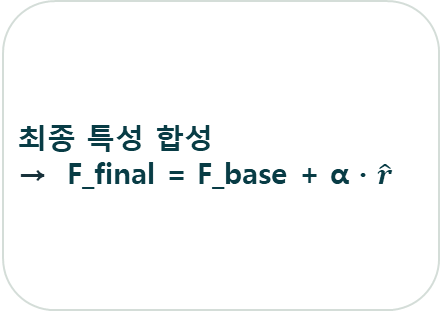 최종 특성 합성
→ F_final = F_base + α · r̂